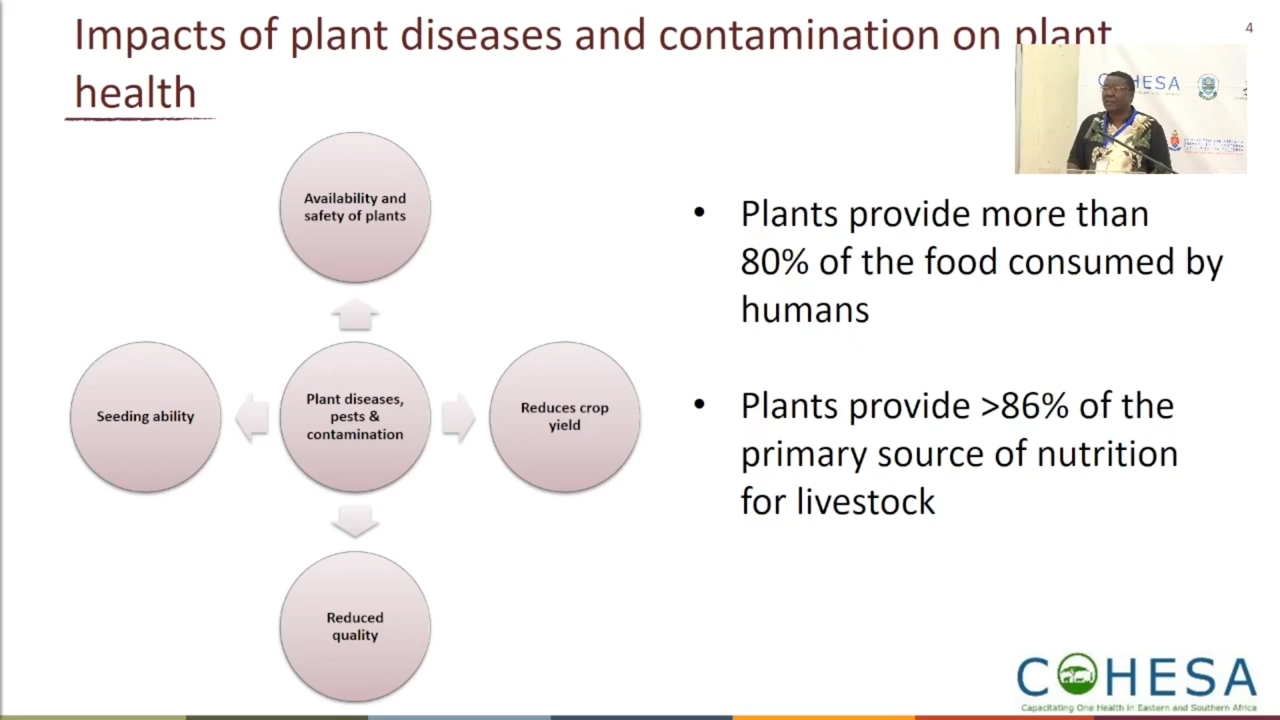 Impacts of plant diseases and contamination on plant
health
4
C HESA
Availability and
safety of plants
Seeding ability
Plant diseases,
pests &
contamination
Reduces crop
yield
Reduced
quality
• Plants provide more than
80% of the food consumed by
humans
• Plants provide >86% of the
primary source of nutrition
for livestock
COHESA
Capacitating One Health in Eastern and Southern Africa